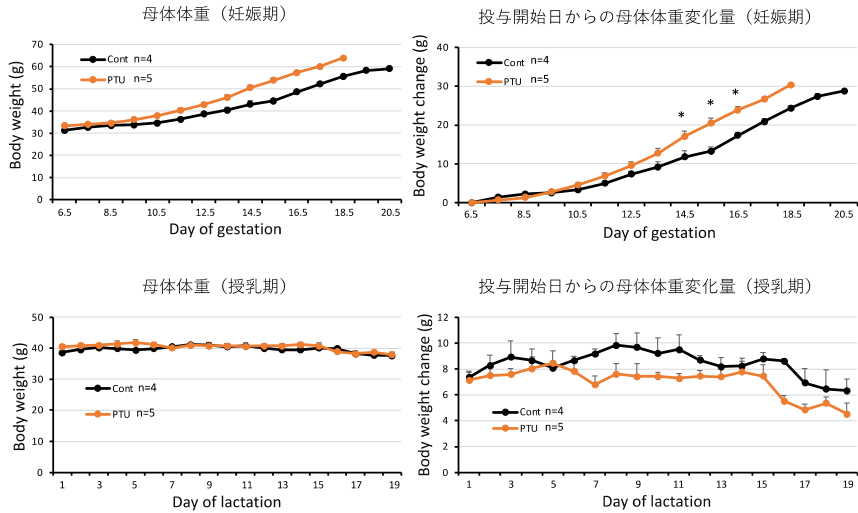 母体体重（妊娠期）
Body weight (g)
70
60
50
40
30
20
10
0
Cont n=4
PTU n=5
6.5 8.5 10.5 12.5 14.5 16.5 18.5 20.5
Day of gestation
投与開始日からの母体体重変化量（妊娠期）
Body weight change (g)
40
30
20
10
0
Cont n=4
PTU n=5
* * *
6.5 8.5 10.5 12.5 14.5 16.5 18.5 20.5
Day of gestation
母体体重（授乳期）
Body weight (g)
50
40
30
20
10
0
Cont n=4
PTU n=5
1 3 5 7 9 11 13 15 17 19
Day of lactation
投与開始日からの母体体重変化量（授乳期）
Body weight change (g)
12
10
8
6
4
2
0
Cont n=4
PTU n=5
1 3 5 7 9 11 13 15 17 19
Day of lactation